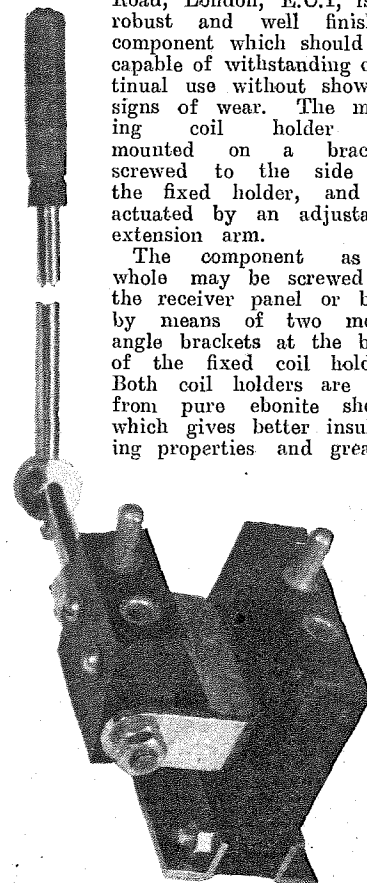 Road, London, E.C.1, is
robust and well finish
component which should
capable of withstanding c
tinual use without show
signs of wear. The m
ing coil holder
mounted on a brac
screwed to the side
the fixed holder, and
actuated by an adjusta
extension arm.
The component as
whole may be screwed
the receiver panel or b
by means of two me
angle brackets at the b
of the fixed coil hold
Both coil holders are
from pure ebonite she
which gives better insul
ing properties and grea